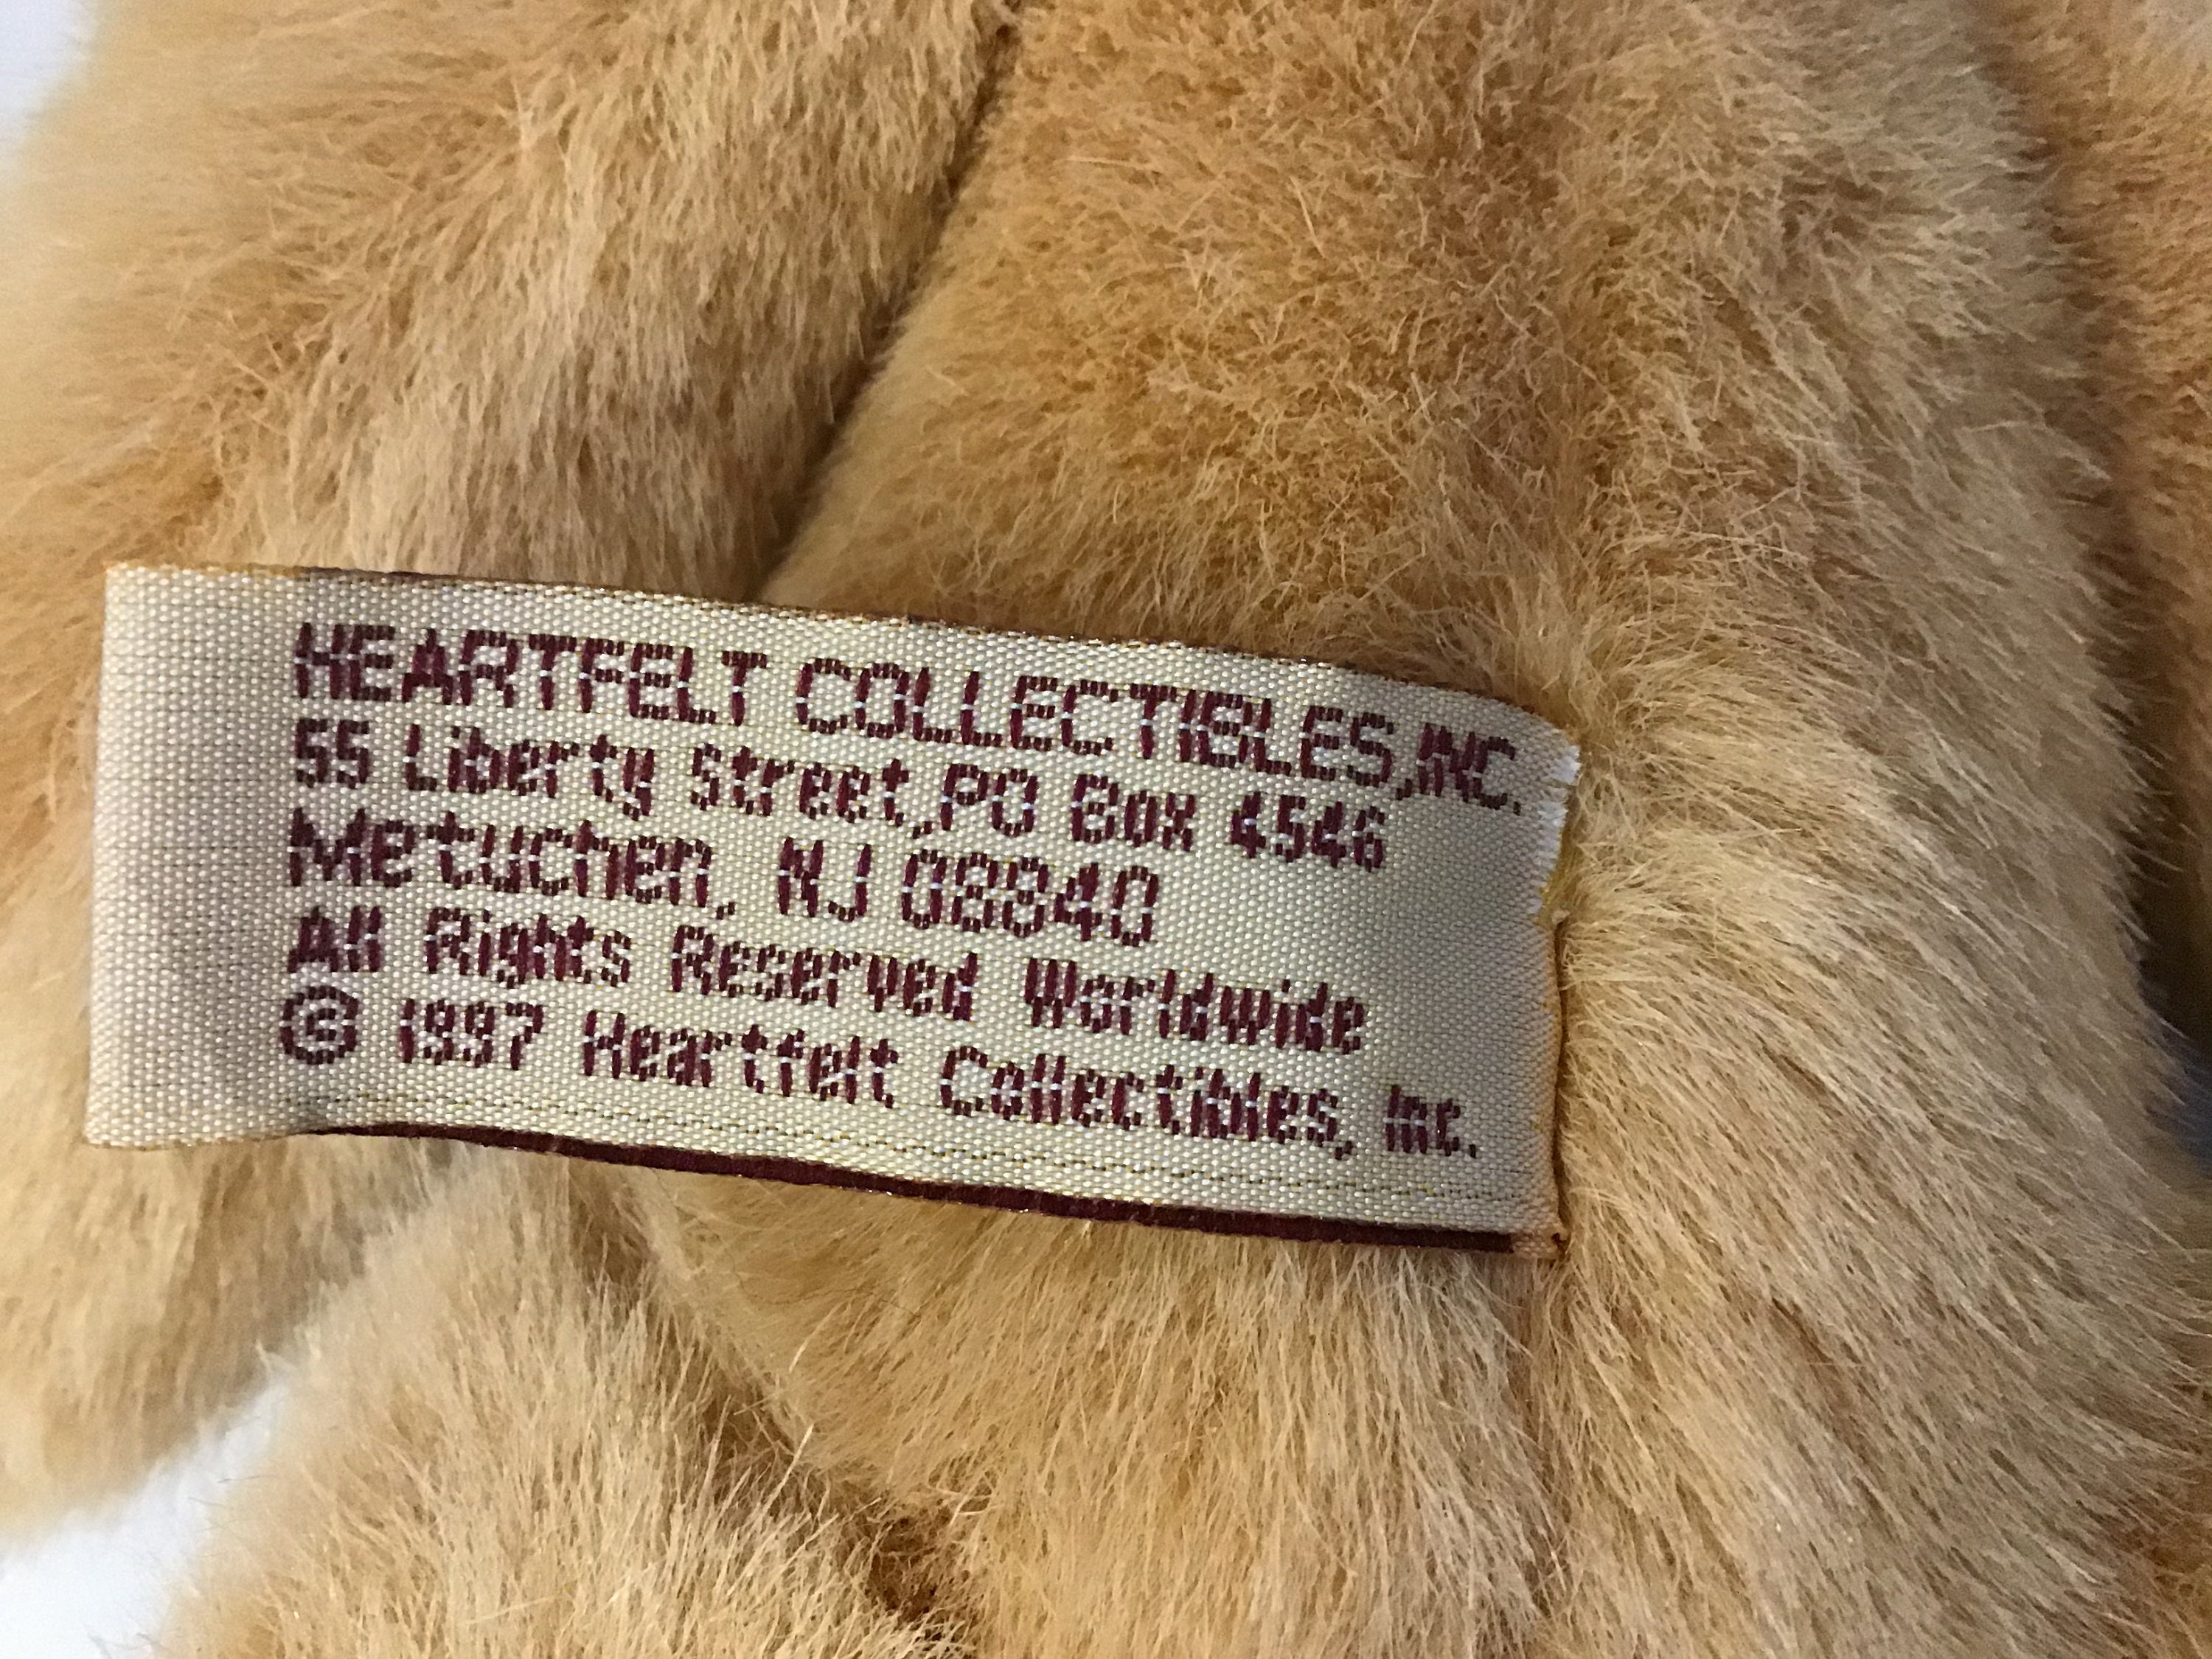 HEARTFELT COLLECTIBLES,INC.
55 Liberty Street,PO Box 4546
Metuchen, NJ 08840
All Rights Reserved Worldwide
© 1997 Heartfelt Collectibles, Inc.